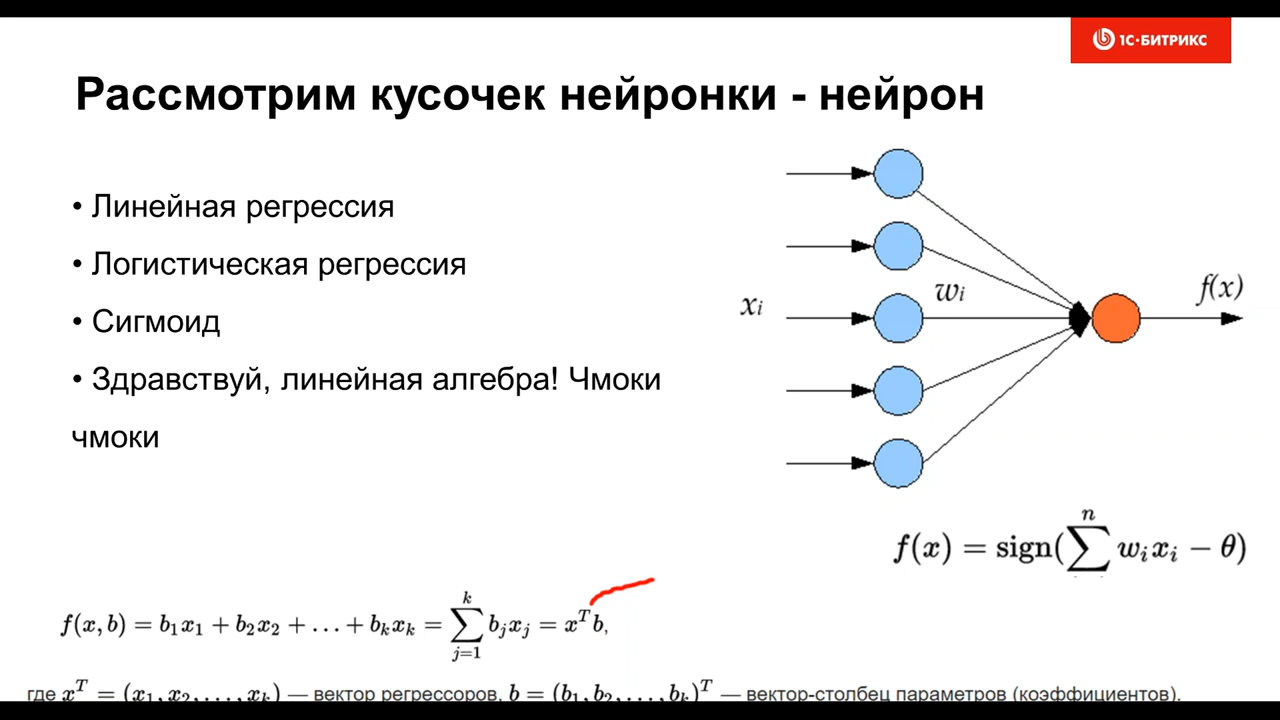 1С·БИТРИКС
Рассмотрим кусочек нейронки - нейрон
• Линейная регрессия
• Логистическая регрессия
• Сигмоид
• Здравствуй, линейная алгебра! Чмоки
чмоки
xᵢ
wᵢ
f(x)
f(x) = sign(∑ⁿ wᵢxᵢ − θ)
f(x, b) = b₁x₁ + b₂x₂ + … + bₖxₖ = ∑ⱼ₌₁ᵏ bⱼxⱼ = xᵀb,
где xᵀ = (x₁, x₂, …, xₖ) — вектор регрессоров, b = (b₁, b₂, …, bₖ)ᵀ — вектор-столбец параметров (коэффициентов).